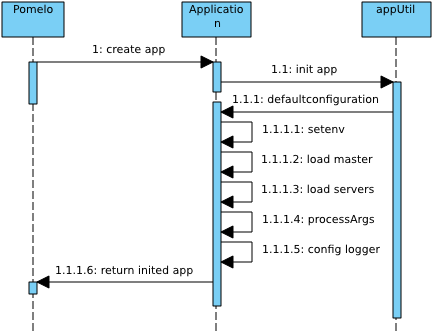 Pomelo
Applicatio
n
appUtil
1: create app
1.1: init app
1.1.1: defaultconfiguration
1.1.1.1: setenv
1.1.1.2: load master
1.1.1.3: load servers
1.1.1.4: processArgs
1.1.1.5: config logger
1.1.1.6: return inited app